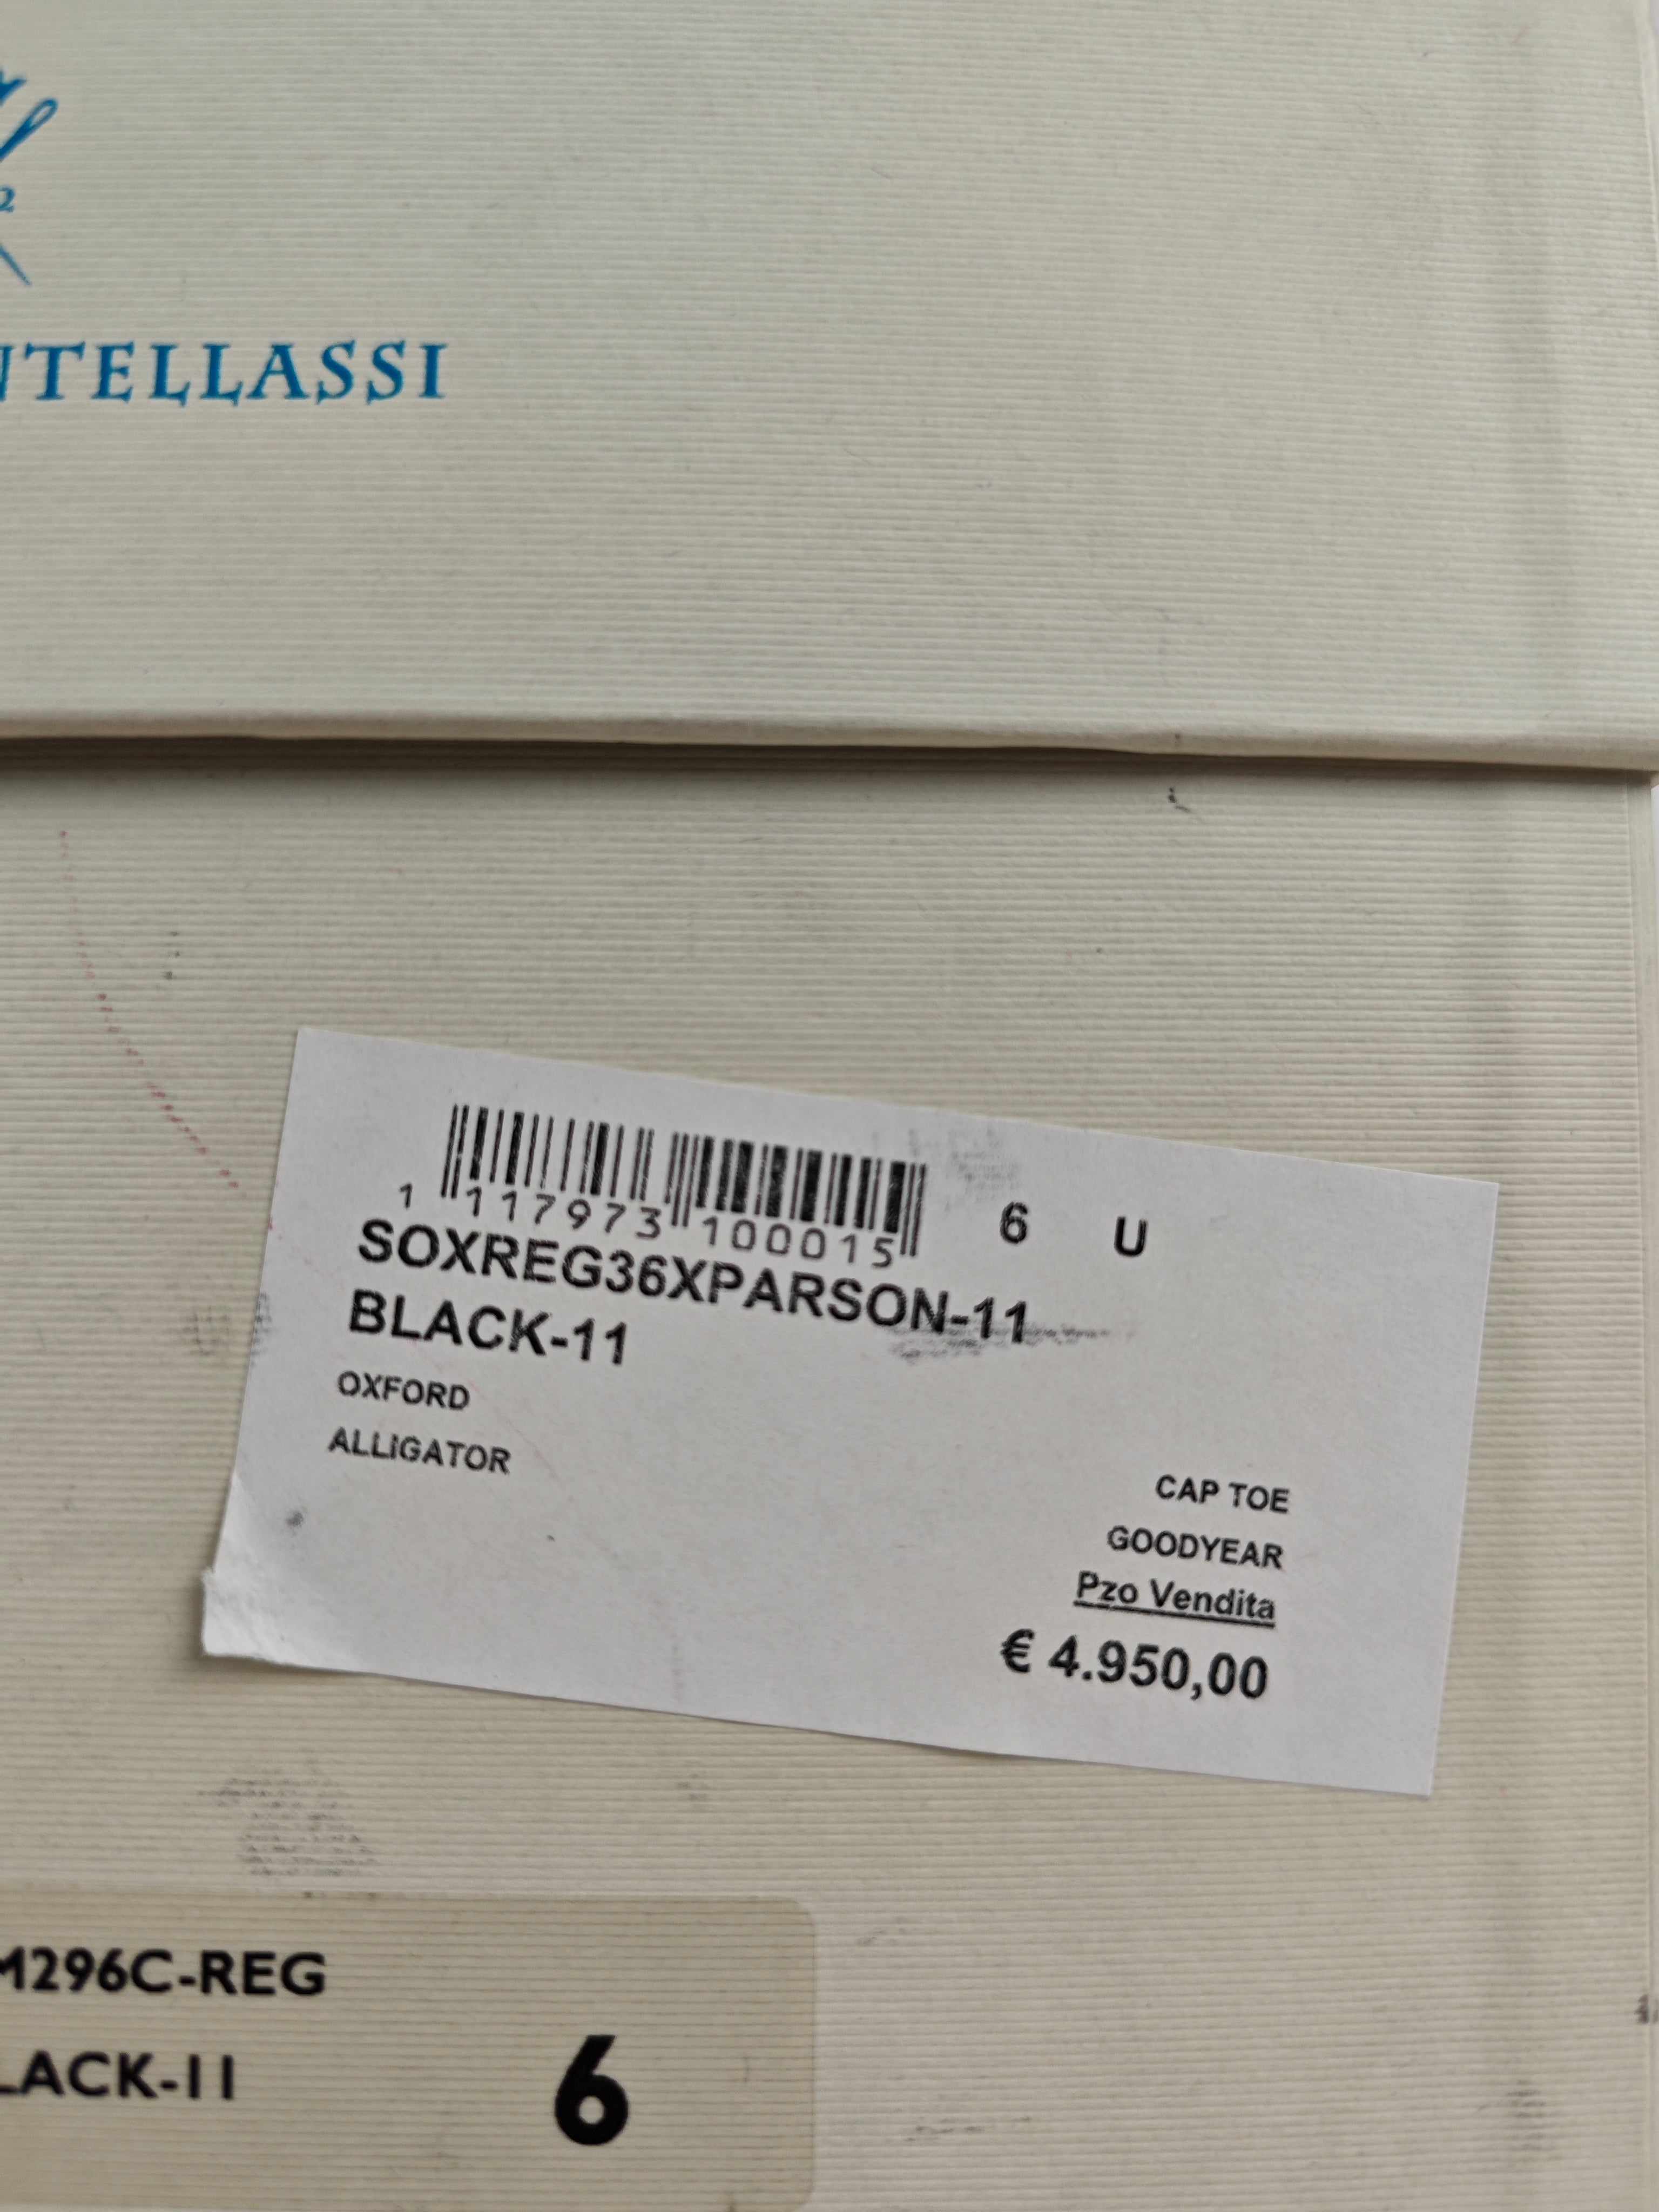 2
NTELLASSI
1 117973 100015 6 U
SOXREG36XPARSON-11
BLACK-11
OXFORD
ALLIGATOR
CAP TOE
GOODYEAR
Pzo Vendita
€ 4.950,00
M296C-REG
LACK-11
6